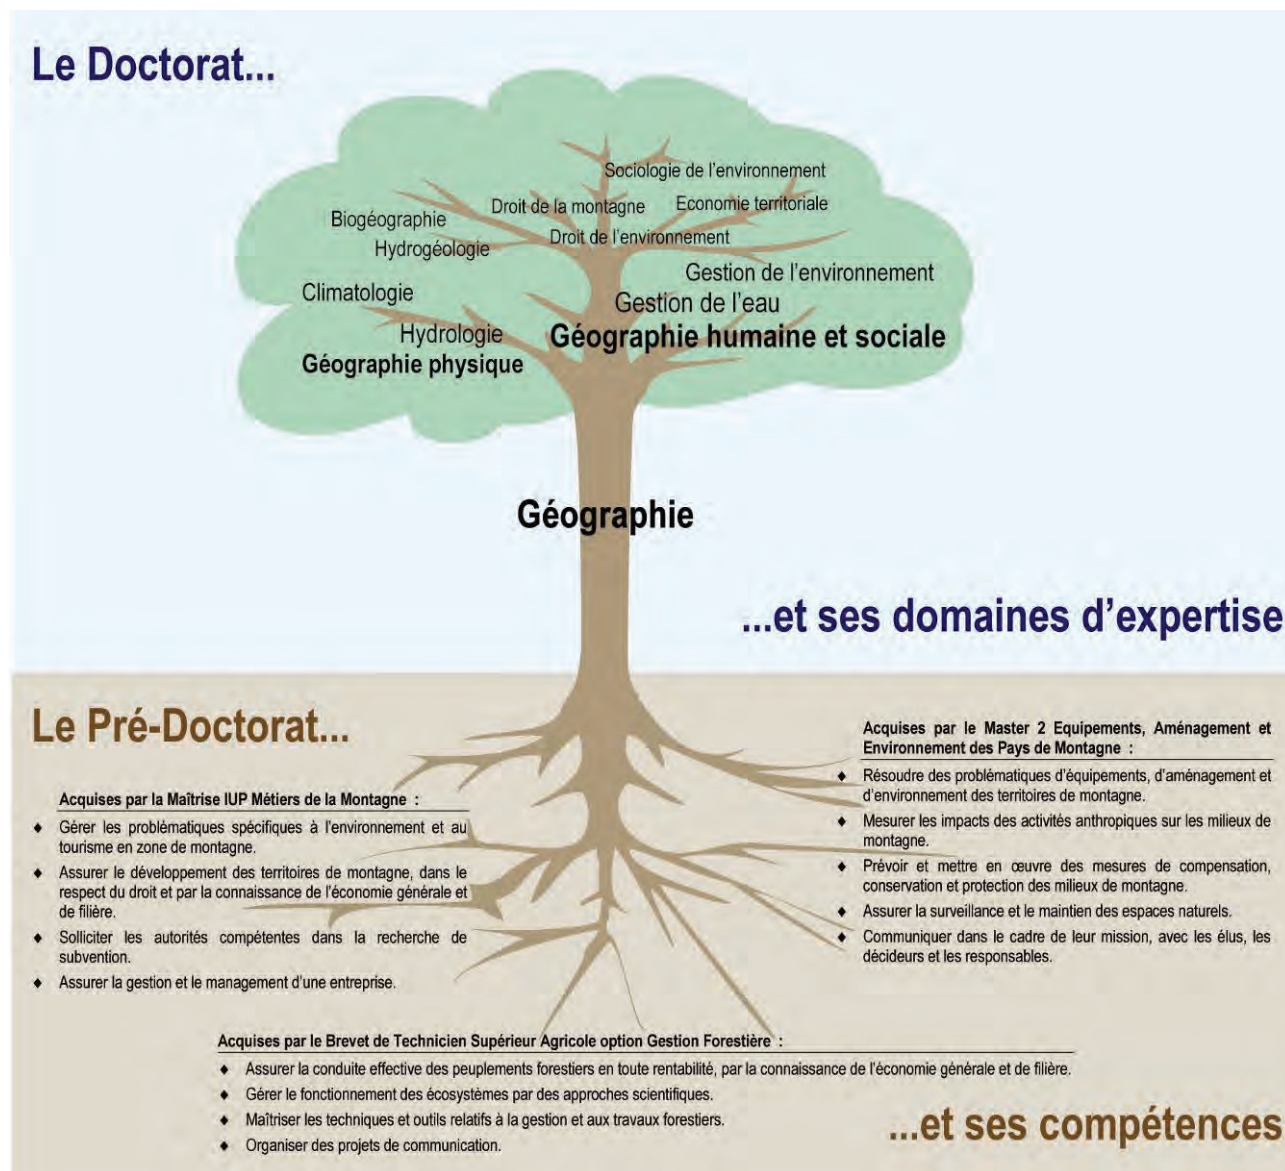 Le Doctorat...
Sociologie de l'environnement
Droit de la montagne
Economie territoriale
Biogéographie
Droit de l'environnement
Hydrogéologie
Gestion de l'environnement
Climatologie
Gestion de l'eau
Hydrologie
Géographie humaine et sociale
Géographie physique
Géographie
...et ses domaines d'expertise
Le Pré-Doctorat...
Acquises par la Maîtrise IUP Métiers de la Montagne :
♦ Gérer les problématiques spécifiques à l'environnement et au
tourisme en zone de montagne.
♦ Assurer le développement des territoires de montagne, dans le
respect du droit et par la connaissance de l'économie générale et
de filière.
♦ Solliciter les autorités compétentes dans la recherche de
subvention.
♦ Assurer la gestion et le management d'une entreprise.
Acquises par le Master 2 Equipements, Aménagement et
Environnement des Pays de Montagne :
♦ Résoudre des problématiques d'équipements, d'aménagement et
d'environnement des territoires de montagne.
♦ Mesurer les impacts des activités anthropiques sur les milieux de
montagne.
♦ Prévoir et mettre en œuvre des mesures de compensation,
conservation et protection des milieux de montagne.
♦ Assurer la surveillance et le maintien des espaces naturels.
♦ Communiquer dans le cadre de leur mission, avec les élus, les
décideurs et les responsables.
Acquises par le Brevet de Technicien Supérieur Agricole option Gestion Forestière :
♦ Assurer la conduite effective des peuplements forestiers en toute rentabilité, par la connaissance de l'économie générale et de filière.
♦ Gérer le fonctionnement des écosystèmes par des approches scientifiques.
♦ Maîtriser les techniques et outils relatifs à la gestion et aux travaux forestiers.
♦ Organiser des projets de communication.
...et ses compétences